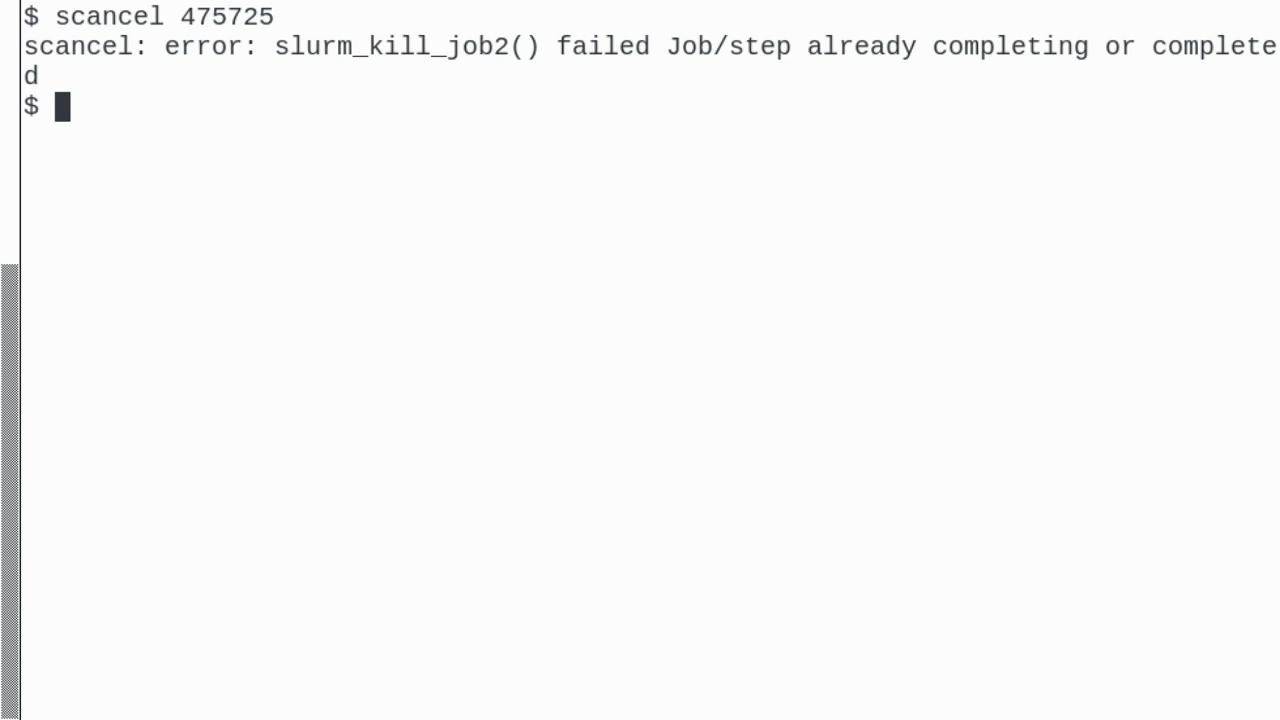 $ scancel 475725
scancel: error: slurm_kill_job2() failed Job/step already completing or complete
d
$